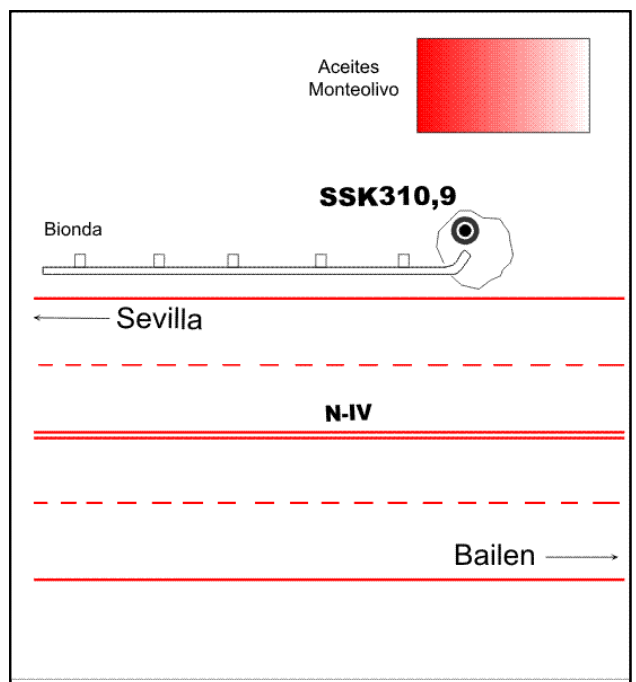 Aceites
Monteolivo
SSK310,9
Bionda
Sevilla
N-IV
Bailen